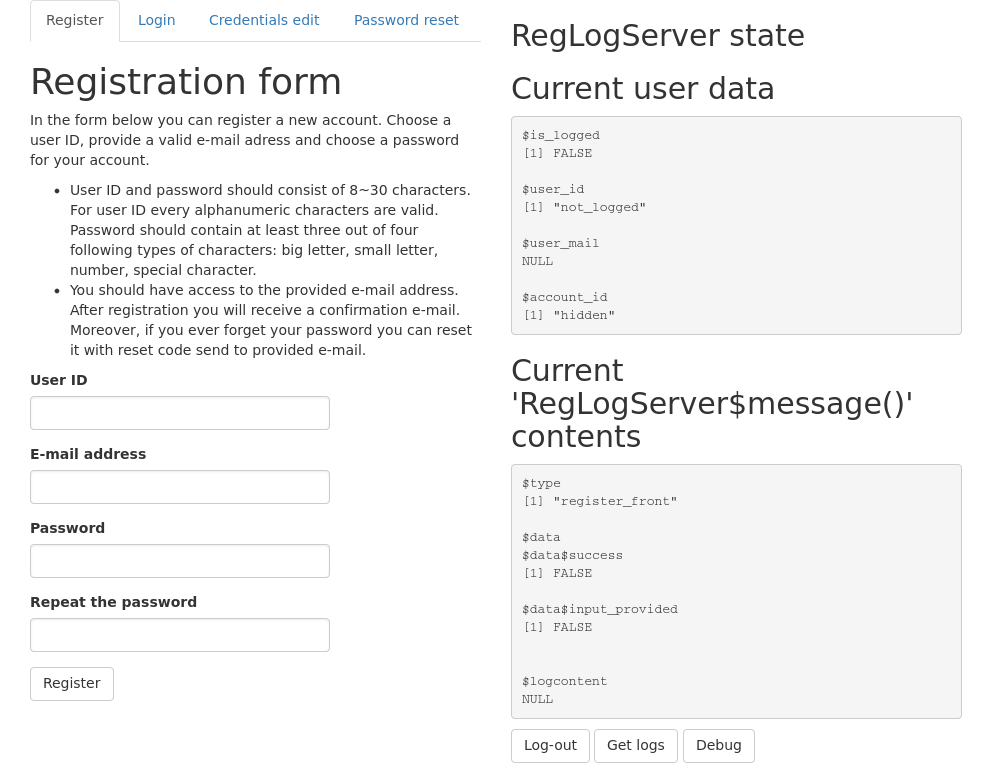 Register Login Credentials edit Password reset
Registration form
In the form below you can register a new account. Choose a
user ID, provide a valid e-mail adress and choose a password
for your account.
• User ID and password should consist of 8~30 characters.
For user ID every alphanumeric characters are valid.
Password should contain at least three out of four
following types of characters: big letter, small letter,
number, special character.
• You should have access to the provided e-mail address.
After registration you will receive a confirmation e-mail.
Moreover, if you ever forget your password you can reset
it with reset code send to provided e-mail.
User ID
E-mail address
Password
Repeat the password
Register
RegLogServer state
Current user data
$is_logged
[1] FALSE
$user_id
[1] "not_logged"
$user_mail
NULL
$account_id
[1] "hidden"
Current
'RegLogServer$message()'
contents
$type
[1] "register_front"
$data
$data$success
[1] FALSE
$data$input_provided
[1] FALSE
$logcontent
NULL
Log-out Get logs Debug